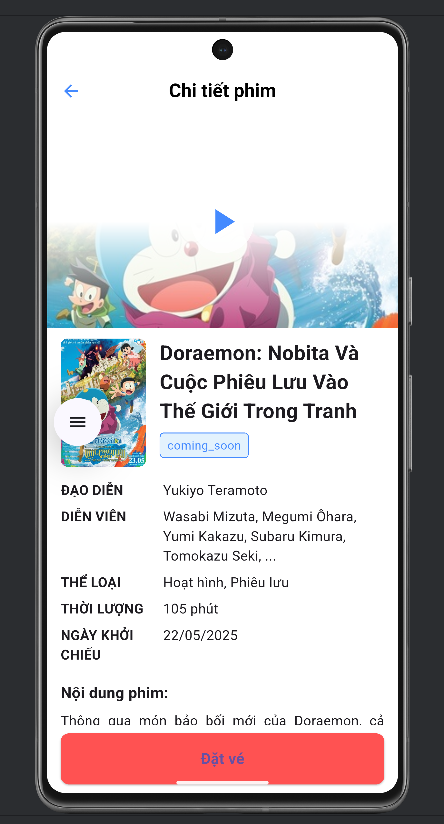 Chi tiết phim
Doraemon: Nobita Và
Cuộc Phiêu Lưu Vào
Thế Giới Trong Tranh
coming_soon
ĐẠO DIỄN Yukiyo Teramoto
DIỄN VIÊN Wasabi Mizuta, Megumi Ôhara,
Yumi Kakazu, Subaru Kimura,
Tomokazu Seki, ...
THỂ LOẠI Hoạt hình, Phiêu lưu
THỜI LƯỢNG 105 phút
NGÀY KHỞI 22/05/2025
CHIẾU
Nội dung phim:
Thông qua món bảo bối mới của Doraemon, cả
Đặt vé